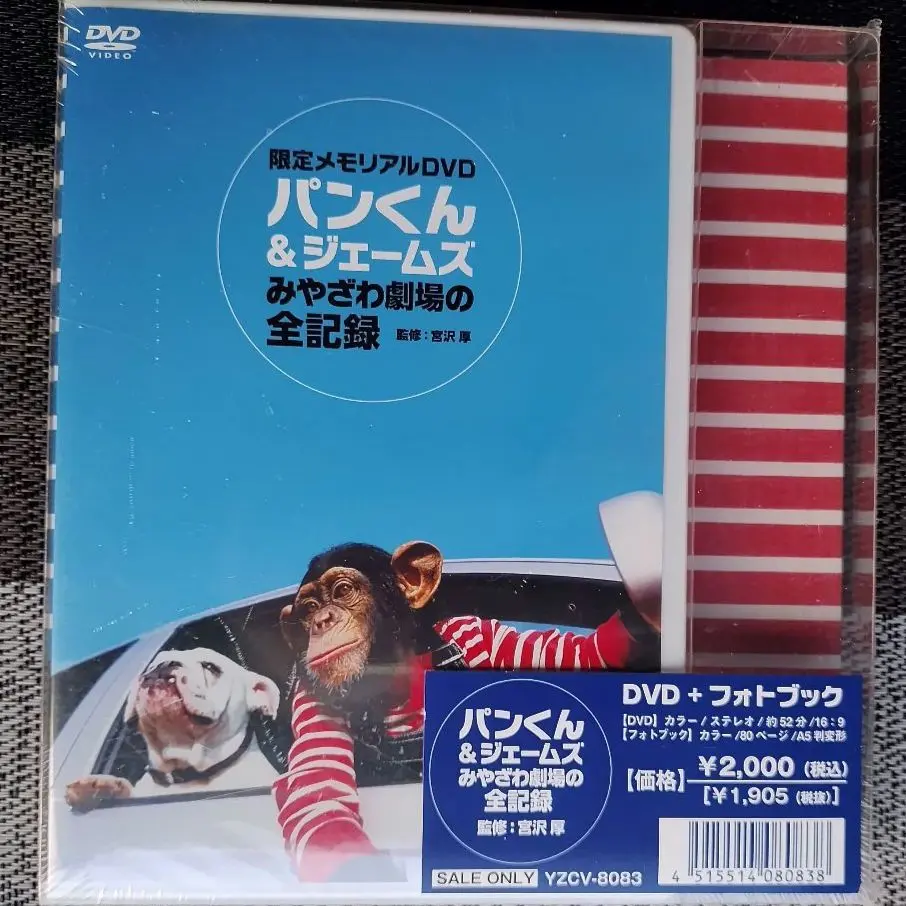 DVD
VIDEO
限定メモリアルDVD
パンくん
&ジェームズ
みやざわ劇場の
全記録 監修:宮沢 厚
パンくん
&ジェームズ
みやざわ劇場の
全記録
監修:宮沢 厚
DVD + フォトブック
【DVD】カラー/ステレオ/約52分/16:9
【フォトブック】カラー/80ページ/A5判変形
【価格】¥2,000(税込)
[¥1,905(税抜)]
SALE ONLY YZCV-8083
4 515514 080838